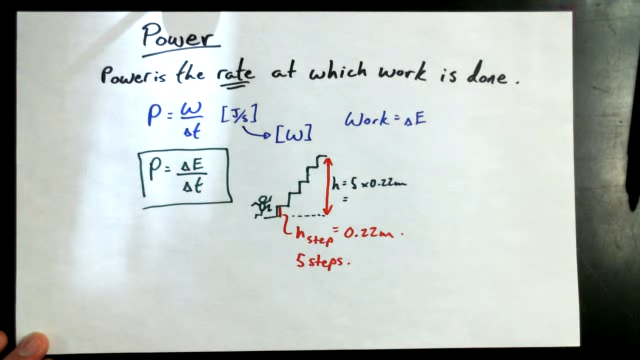 Power
Power is the rate at which work is done.
P = W/Δt [J/s] → [W]
Work = ΔE
P = ΔE/Δt
h = 5 × 0.22m
=
h step = 0.22m.
5 steps.